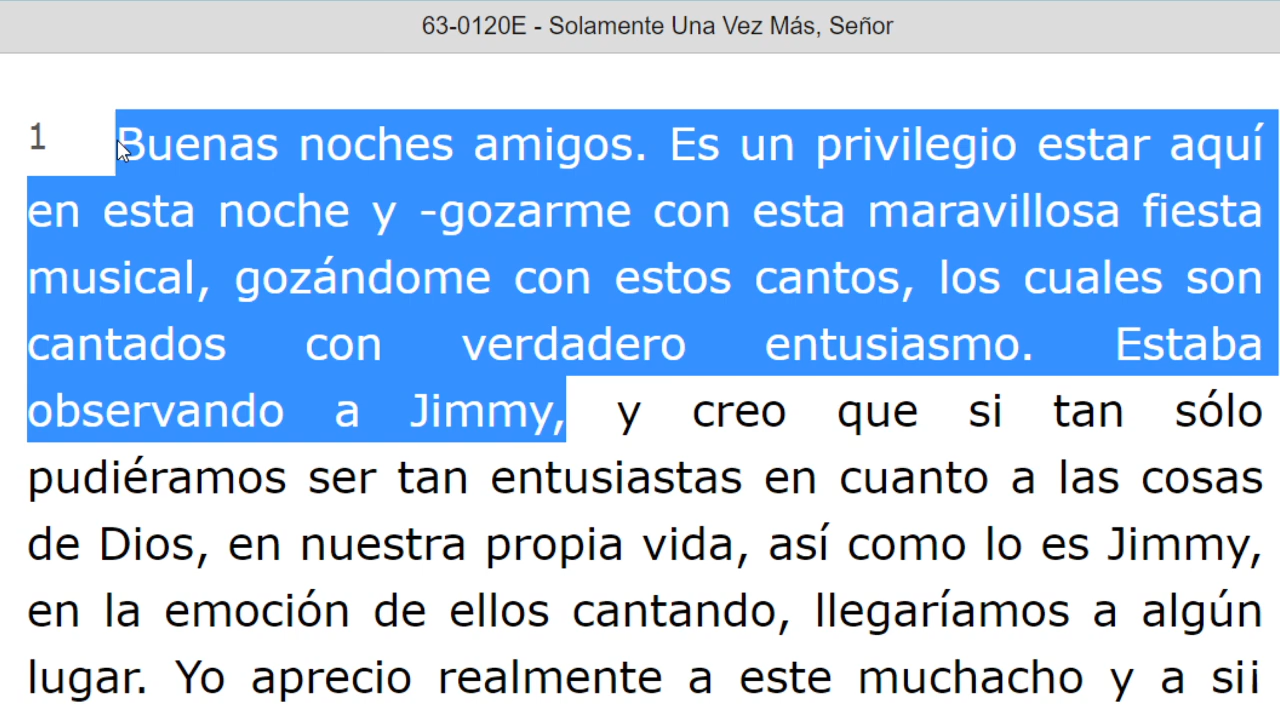 63-0120E - Solamente Una Vez Más, Señor
1 Buenas noches amigos. Es un privilegio estar aquí
en esta noche y -gozarme con esta maravillosa fiesta
musical, gozándome con estos cantos, los cuales son
cantados con verdadero entusiasmo. Estaba
observando a Jimmy, y creo que si tan sólo
pudiéramos ser tan entusiastas en cuanto a las cosas
de Dios, en nuestra propia vida, así como lo es Jimmy,
en la emoción de ellos cantando, llegaríamos a algún
lugar. Yo aprecio realmente a este muchacho y a